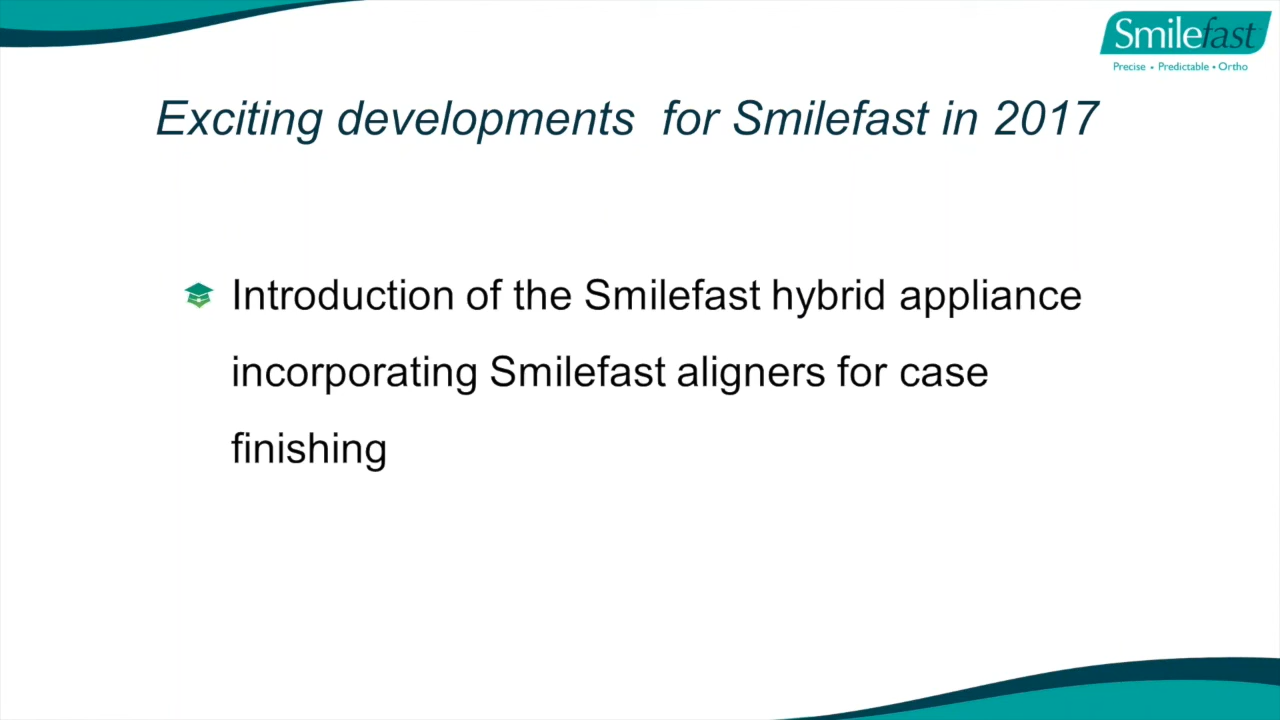 Smilefast
Precise • Predictable • Ortho
Exciting developments for Smilefast in 2017
Introduction of the Smilefast hybrid appliance
incorporating Smilefast aligners for case
finishing